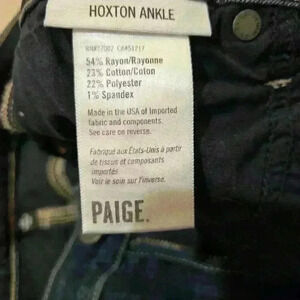 HOXTON ANKLE
54% Rayon/Rayonne
23% Cotton/Coton
22% Polyester
1% Spandex
Made in the USA of Imported
fabric and components.
See care on reverse.
Fabriqué aux États-Unis à partir
de tissus et composants
importés
Voir le soin sur l'inverse.
PAIGE.